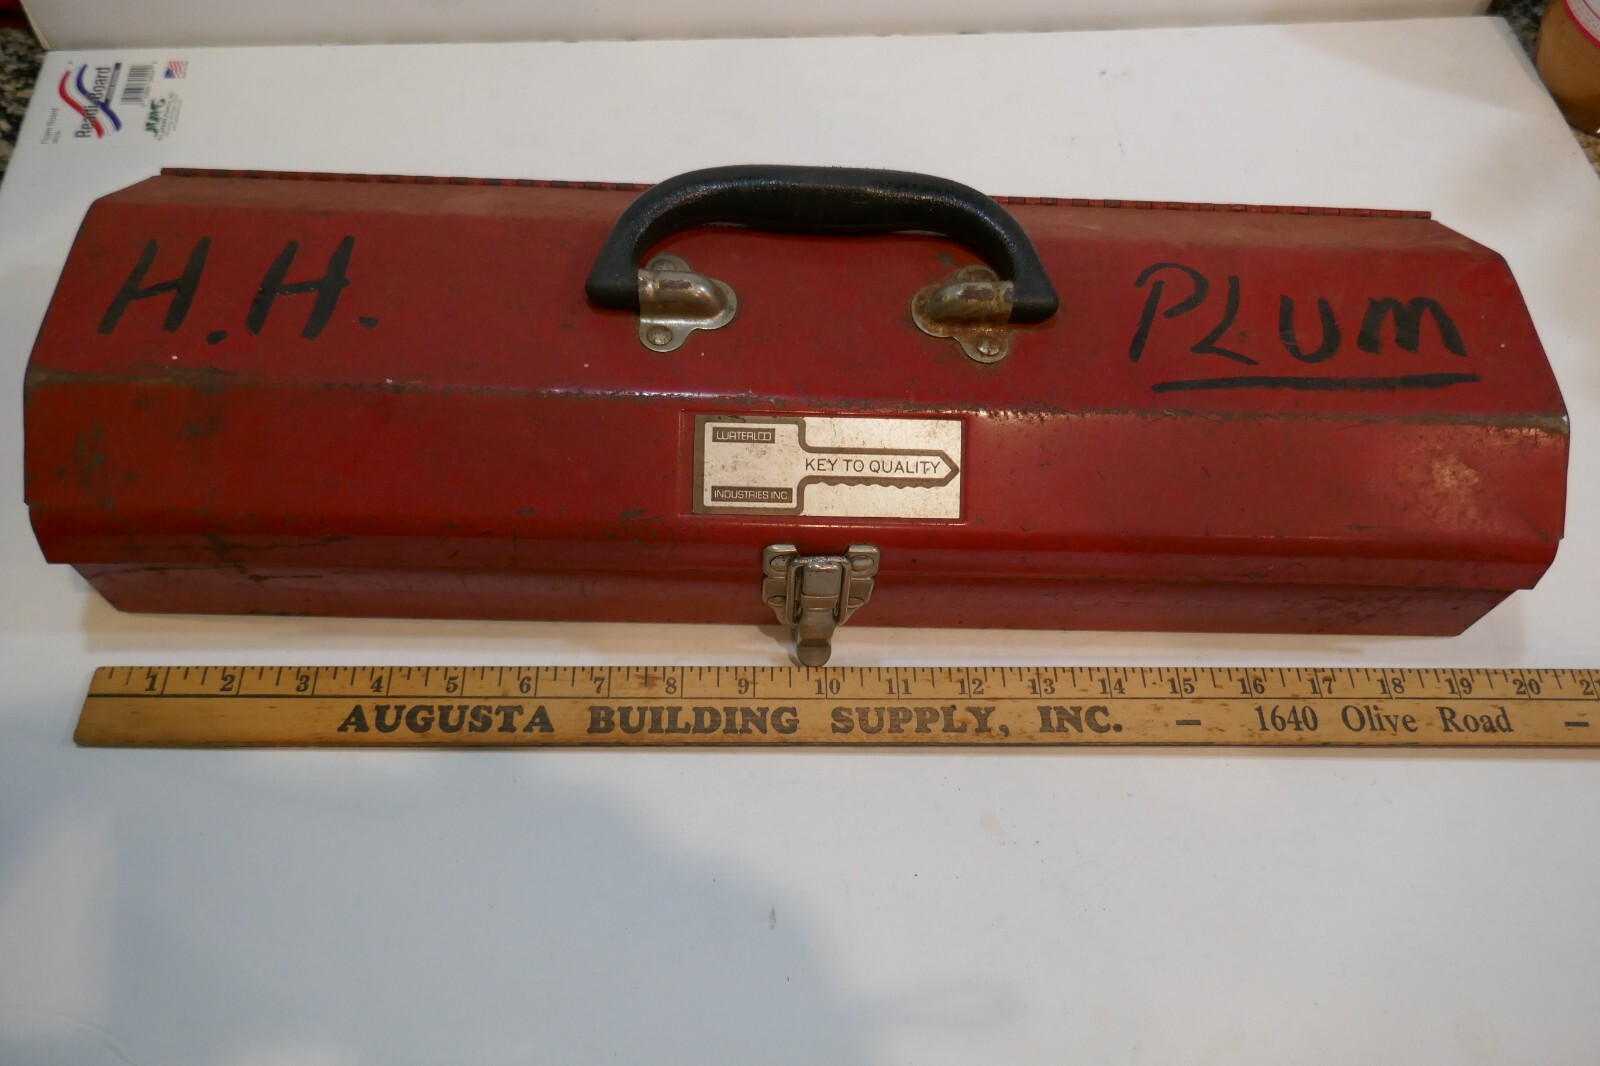 ReadiBoard
H.H. PLUM
WATERLOO
KEY TO QUALITY
INDUSTRIES INC.
1 2 3 4 5 6 7 8 9 10 11 12 13 14 15 16 17 18 19 20
AUGUSTA BUILDING SUPPLY, INC. — 1640 Olive Road —